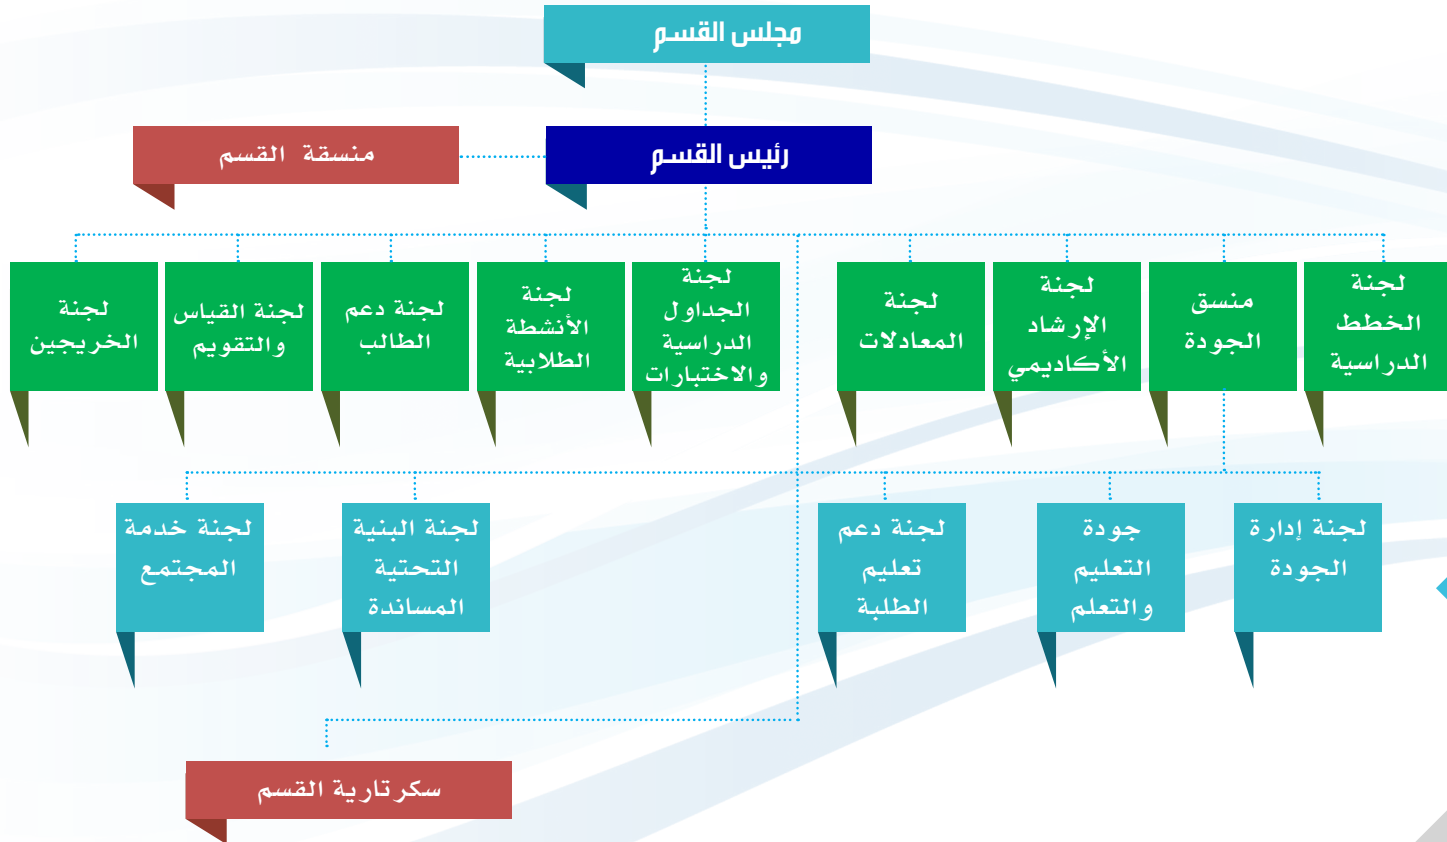 مجلس القسم
رئيس القسم
منسقة القسم
لجنة
الخطط
الدراسية
منسق
الجودة
لجنة
الإرشاد
الأكاديمي
لجنة
المعادلات
لجنة
الجداول
الدراسية
والاختبارات
لجنة
الأنشطة
الطلابية
لجنة دعم
الطالب
لجنة القياس
والتقويم
لجنة
الخريجين
لجنة إدارة
الجودة
جودة
التعليم
والتعلم
لجنة دعم
تعليم
الطلبة
لجنة البنية
التحتية
المساندة
لجنة خدمة
المجتمع
سكرتارية القسم